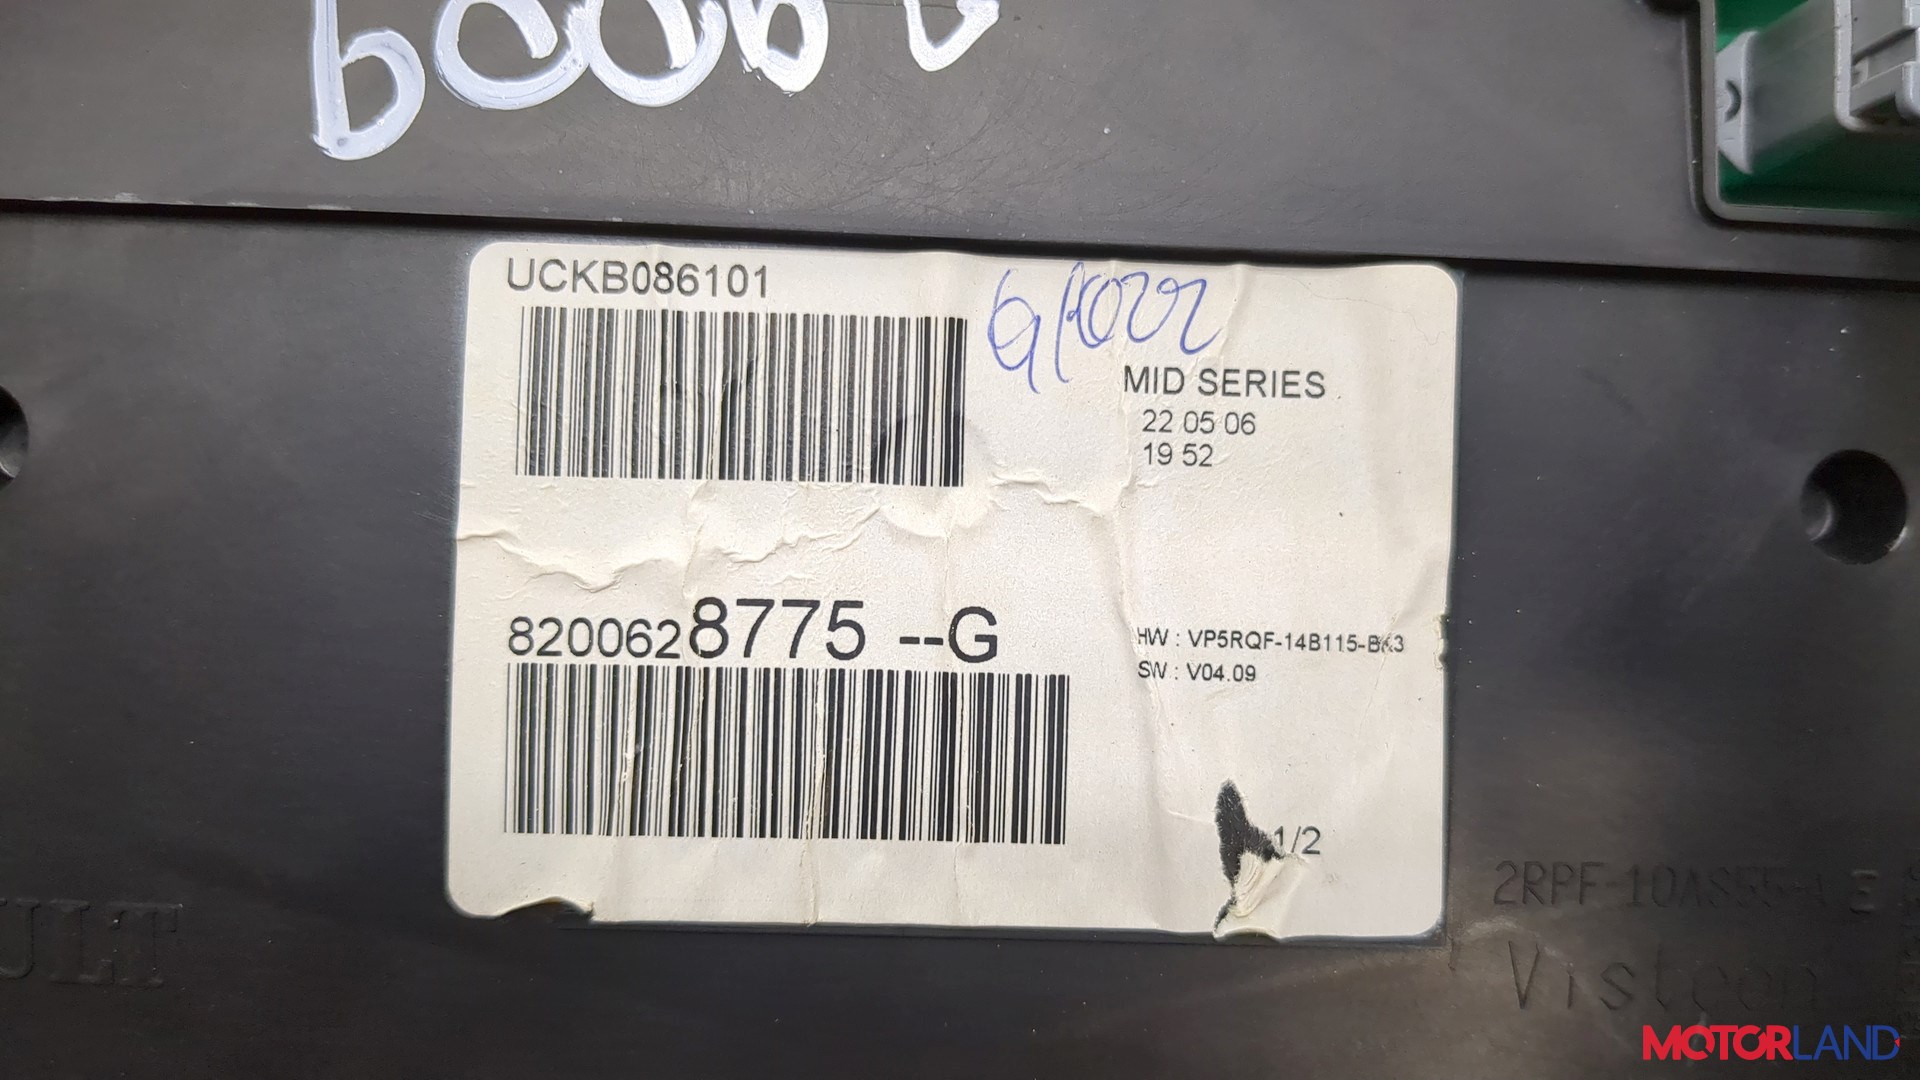 UCKB086101
MID SERIES
22 05 06
19 52
8200628775 --G
HW : VP5RQF-14B115-BK3
SW : V04.09
1/2
Visteon
MOTORLAND